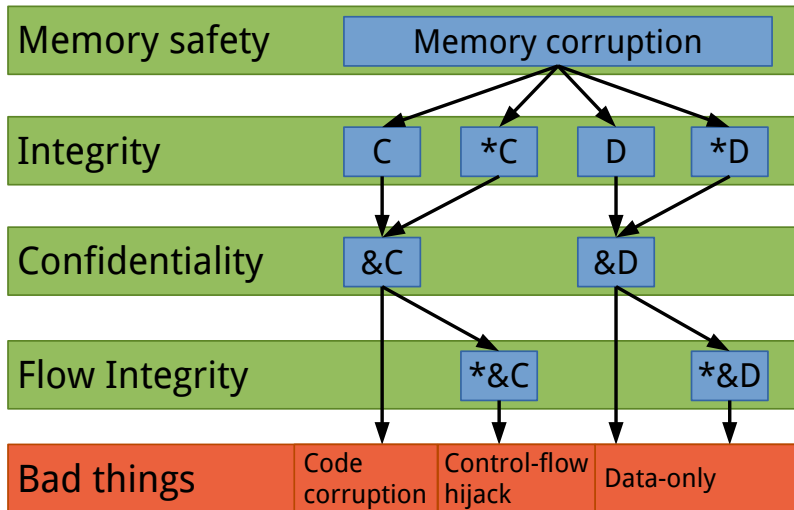 Memory safety
Memory corruption
Integrity
C
*C
D
*D
Confidentiality
&C
&D
Flow Integrity
*&C
*&D
Bad things
Code
corruption
Control-flow
hijack
Data-only